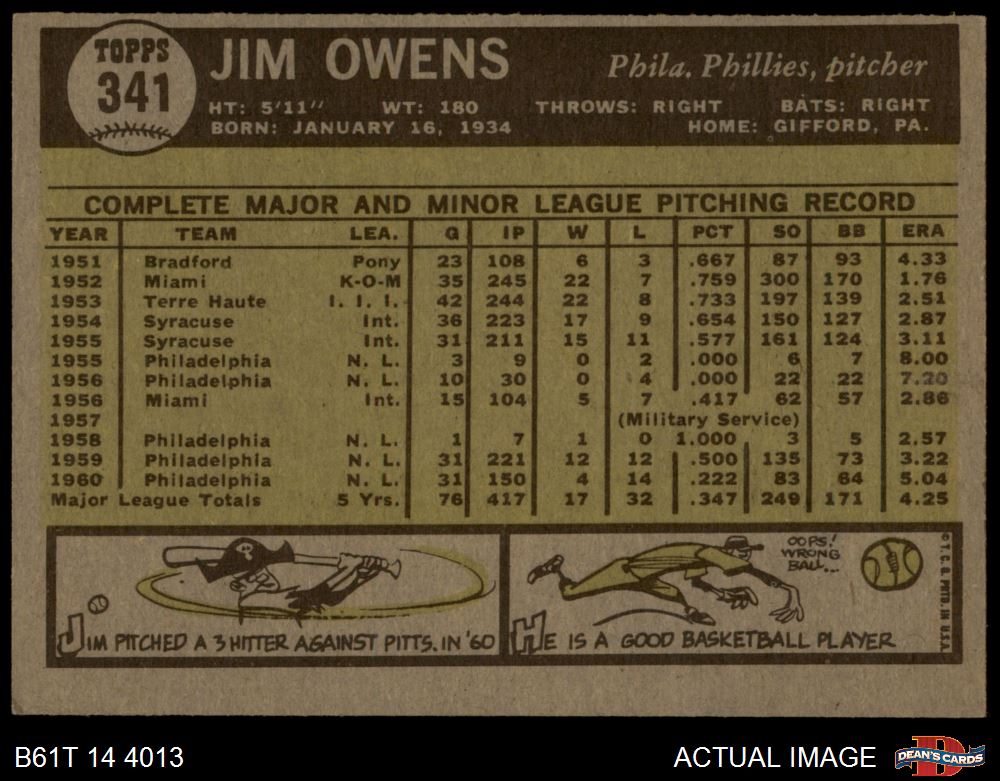 TOPPS
341
JIM OWENS
Phila. Phillies, pitcher
HT: 5'11" WT: 180 THROWS: RIGHT BATS: RIGHT
BORN: JANUARY 16, 1934 HOME: GIFFORD, PA.
COMPLETE MAJOR AND MINOR LEAGUE PITCHING RECORD
YEAR TEAM LEA. G IP W L PCT SO BB ERA
1951 Bradford Pony 23 108 6 3 .667 87 93 4.33
1952 Miami K-O-M 35 245 22 7 .759 300 170 1.76
1953 Terre Haute I. I. I. 42 244 22 8 .733 197 139 2.51
1954 Syracuse Int. 36 223 17 9 .654 150 127 2.87
1955 Syracuse Int. 31 211 15 11 .577 161 124 3.11
1955 Philadelphia N. L. 3 9 0 2 .000 6 7 8.00
1956 Philadelphia N. L. 10 30 0 4 .000 22 22 7.20
1956 Miami Int. 15 104 5 7 .417 62 57 2.86
1957 (Military Service)
1958 Philadelphia N. L. 1 7 1 0 1.000 3 5 2.57
1959 Philadelphia N. L. 31 221 12 12 .500 135 73 3.22
1960 Philadelphia N. L. 31 150 4 14 .222 83 64 5.04
Major League Totals 5 Yrs. 76 417 17 32 .347 249 171 4.25
JIM PITCHED A 3 HITTER AGAINST PITTS. IN '60
OOPS!
WRONG
BALL...
HE IS A GOOD BASKETBALL PLAYER
© T. C. G. PRTD. IN U.S.A.
B61T 14 4013
ACTUAL IMAGE
D
DEAN'S CARDS